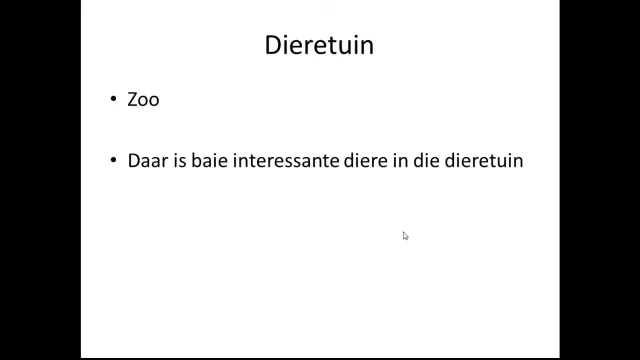 Dieretuin
• Zoo
• Daar is baie interessante diere in die dieretuin